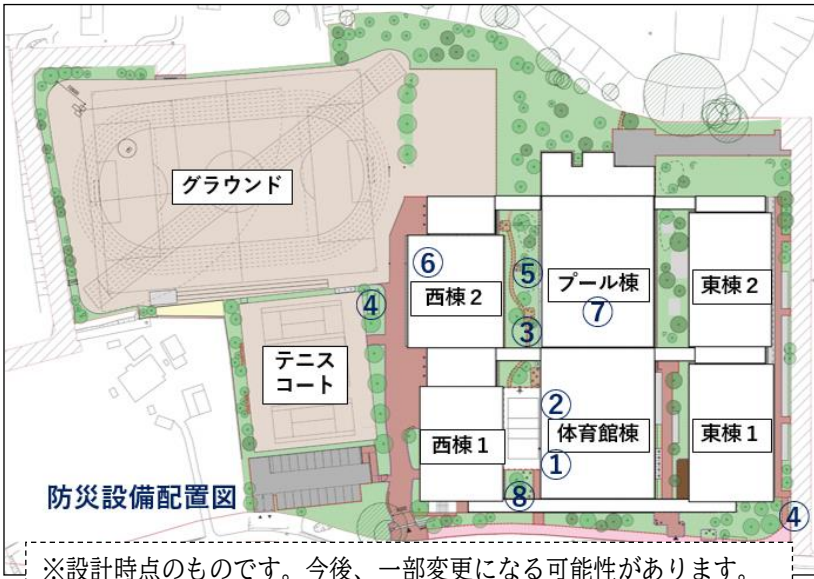 グラウンド
⑥
⑤
プール棟
⑦
東棟2
西棟2
④
③
テニス
コート
②
西棟1
体育館棟
東棟1
①
防災設備配置図
⑧
④
※設計時点のものです。今後、一部変更になる可能性があります。